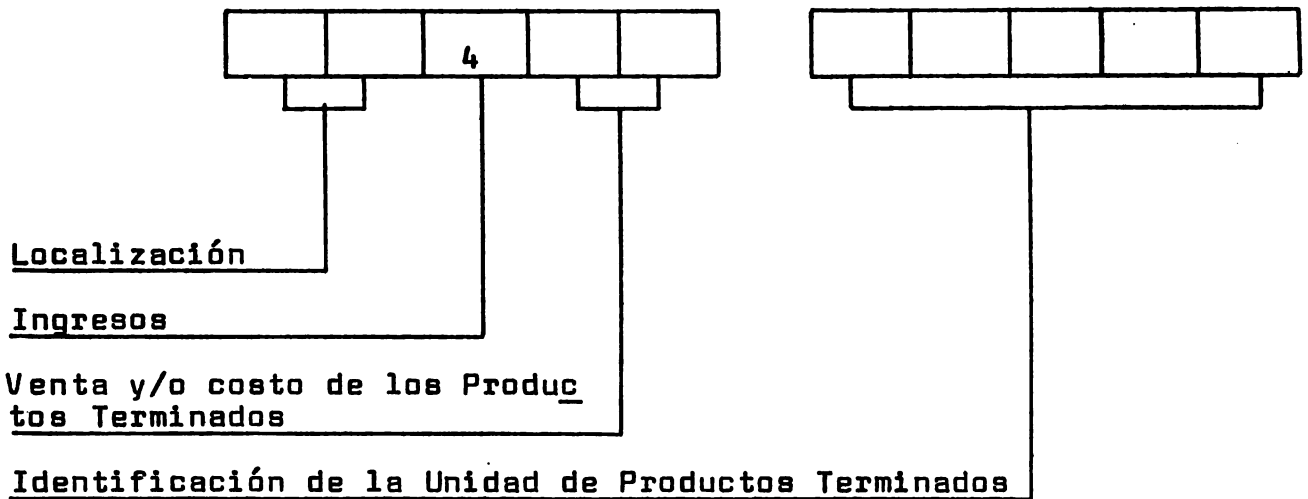 4
Localización
Ingresos
Venta y/o costo de los Produc
tos Terminados
Identificación de la Unidad de Productos Terminados